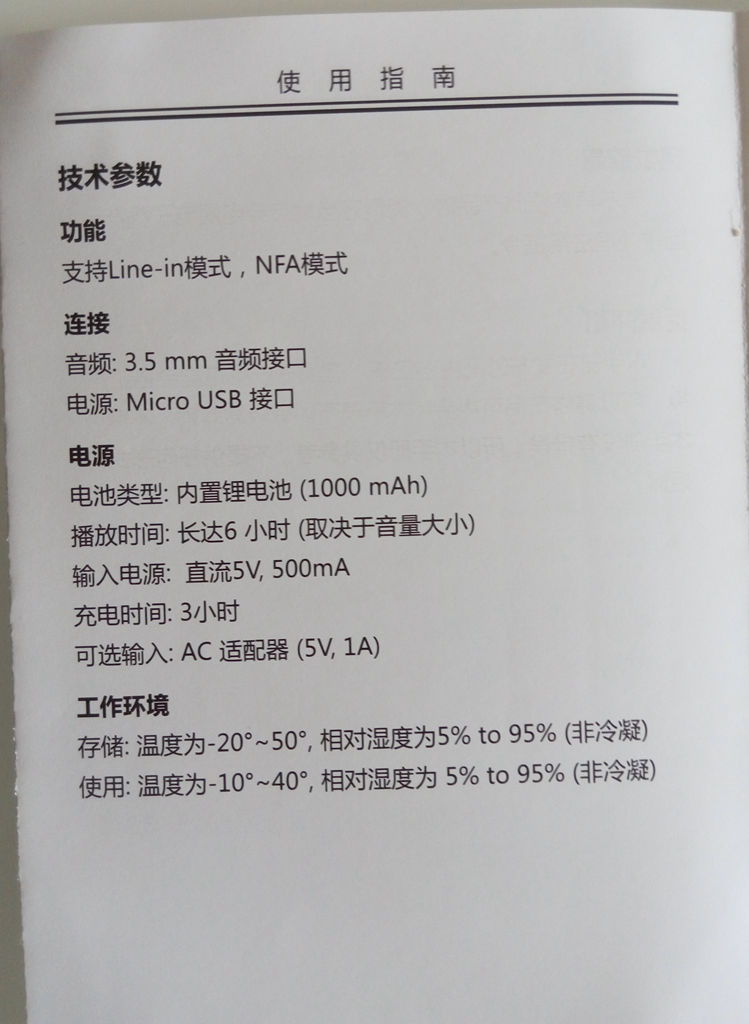 使用指南
技术参数
功能
支持Line-in模式，NFA模式
连接
音频: 3.5 mm 音频接口
电源: Micro USB 接口
电源
电池类型: 内置锂电池 (1000 mAh)
播放时间: 长达6 小时 (取决于音量大小)
输入电源: 直流5V, 500mA
充电时间: 3小时
可选输入: AC 适配器 (5V, 1A)
工作环境
存储: 温度为-20°~50°, 相对湿度为5% to 95% (非冷凝)
使用: 温度为-10°~40°, 相对湿度为 5% to 95% (非冷凝)